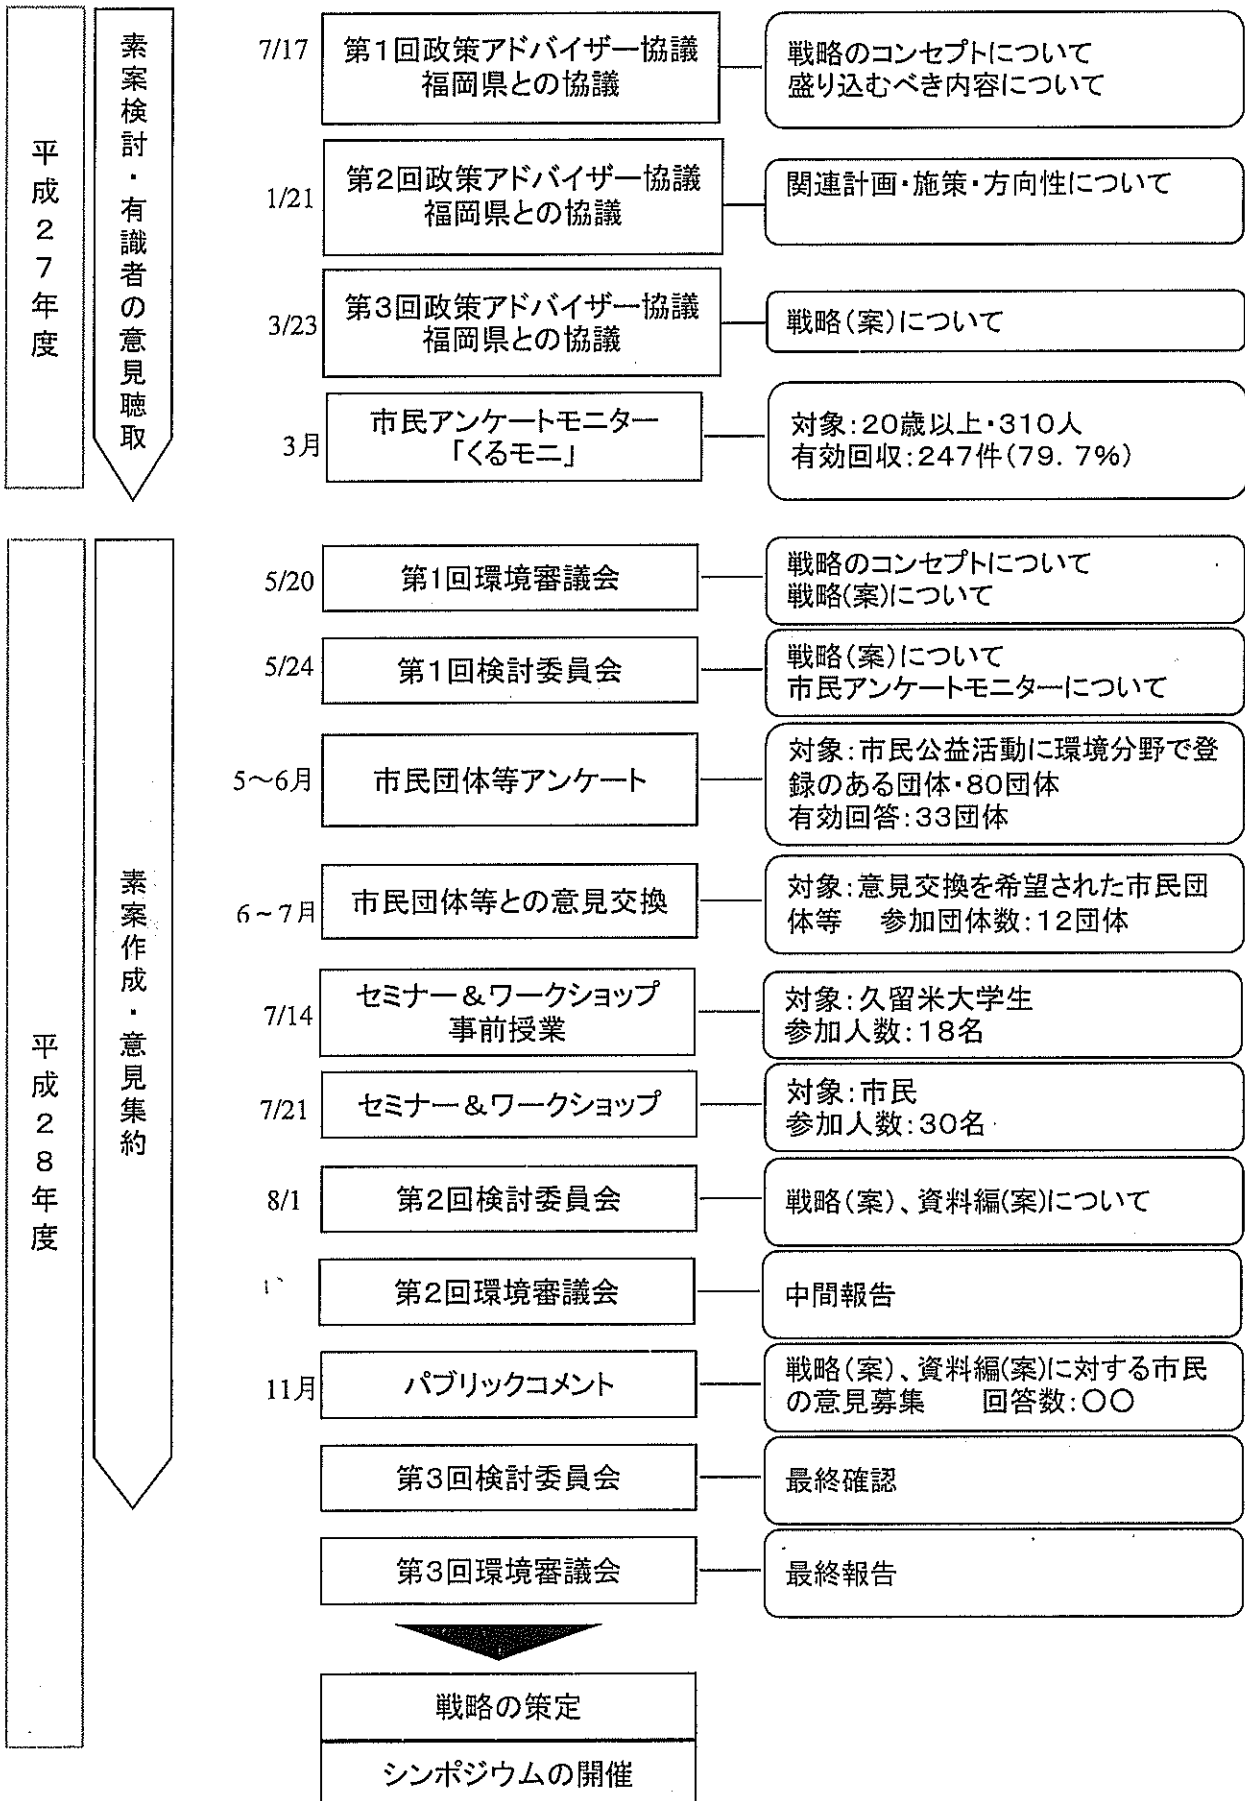 平成27年度
素案検討・有識者の意見聴取
7/17
第1回政策アドバイザー協議
福岡県との協議
戦略のコンセプトについて
盛り込むべき内容について
1/21
第2回政策アドバイザー協議
福岡県との協議
関連計画・施策・方向性について
3/23
第3回政策アドバイザー協議
福岡県との協議
戦略(案)について
3月
市民アンケートモニター
「くるモニ」
対象:20歳以上・310人
有効回収:247件(79.7%)
平成28年度
素案作成・意見集約
5/20
第1回環境審議会
戦略のコンセプトについて
戦略(案)について
5/24
第1回検討委員会
戦略(案)について
市民アンケートモニターについて
5~6月
市民団体等アンケート
対象:市民公益活動に環境分野で登
録のある団体・80団体
有効回答:33団体
6~7月
市民団体等との意見交換
対象:意見交換を希望された市民団
体等 参加団体数:12団体
7/14
セミナー&ワークショップ
事前授業
対象:久留米大学生
参加人数:18名
7/21
セミナー&ワークショップ
対象:市民
参加人数:30名
8/1
第2回検討委員会
戦略(案)、資料編(案)について
第2回環境審議会
中間報告
11月
パブリックコメント
戦略(案)、資料編(案)に対する市民
の意見募集 回答数:〇〇
第3回検討委員会
最終確認
第3回環境審議会
最終報告
戦略の策定
シンポジウムの開催